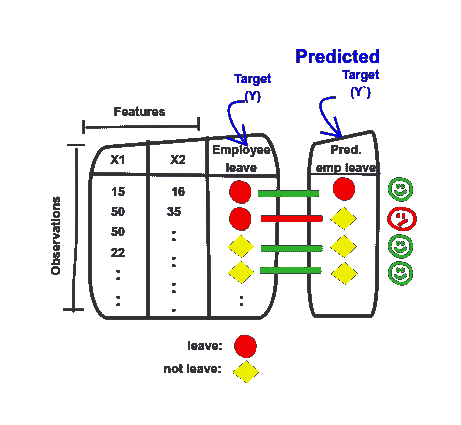 Predicted
Target
(Y)
Target
(Y`)
Features
Observations
X1
X2
Employee
leave
Pred.
emp leave
15
16
50
35
50
:
22
:
:
:
:
:
:
.
leave:
not leave: